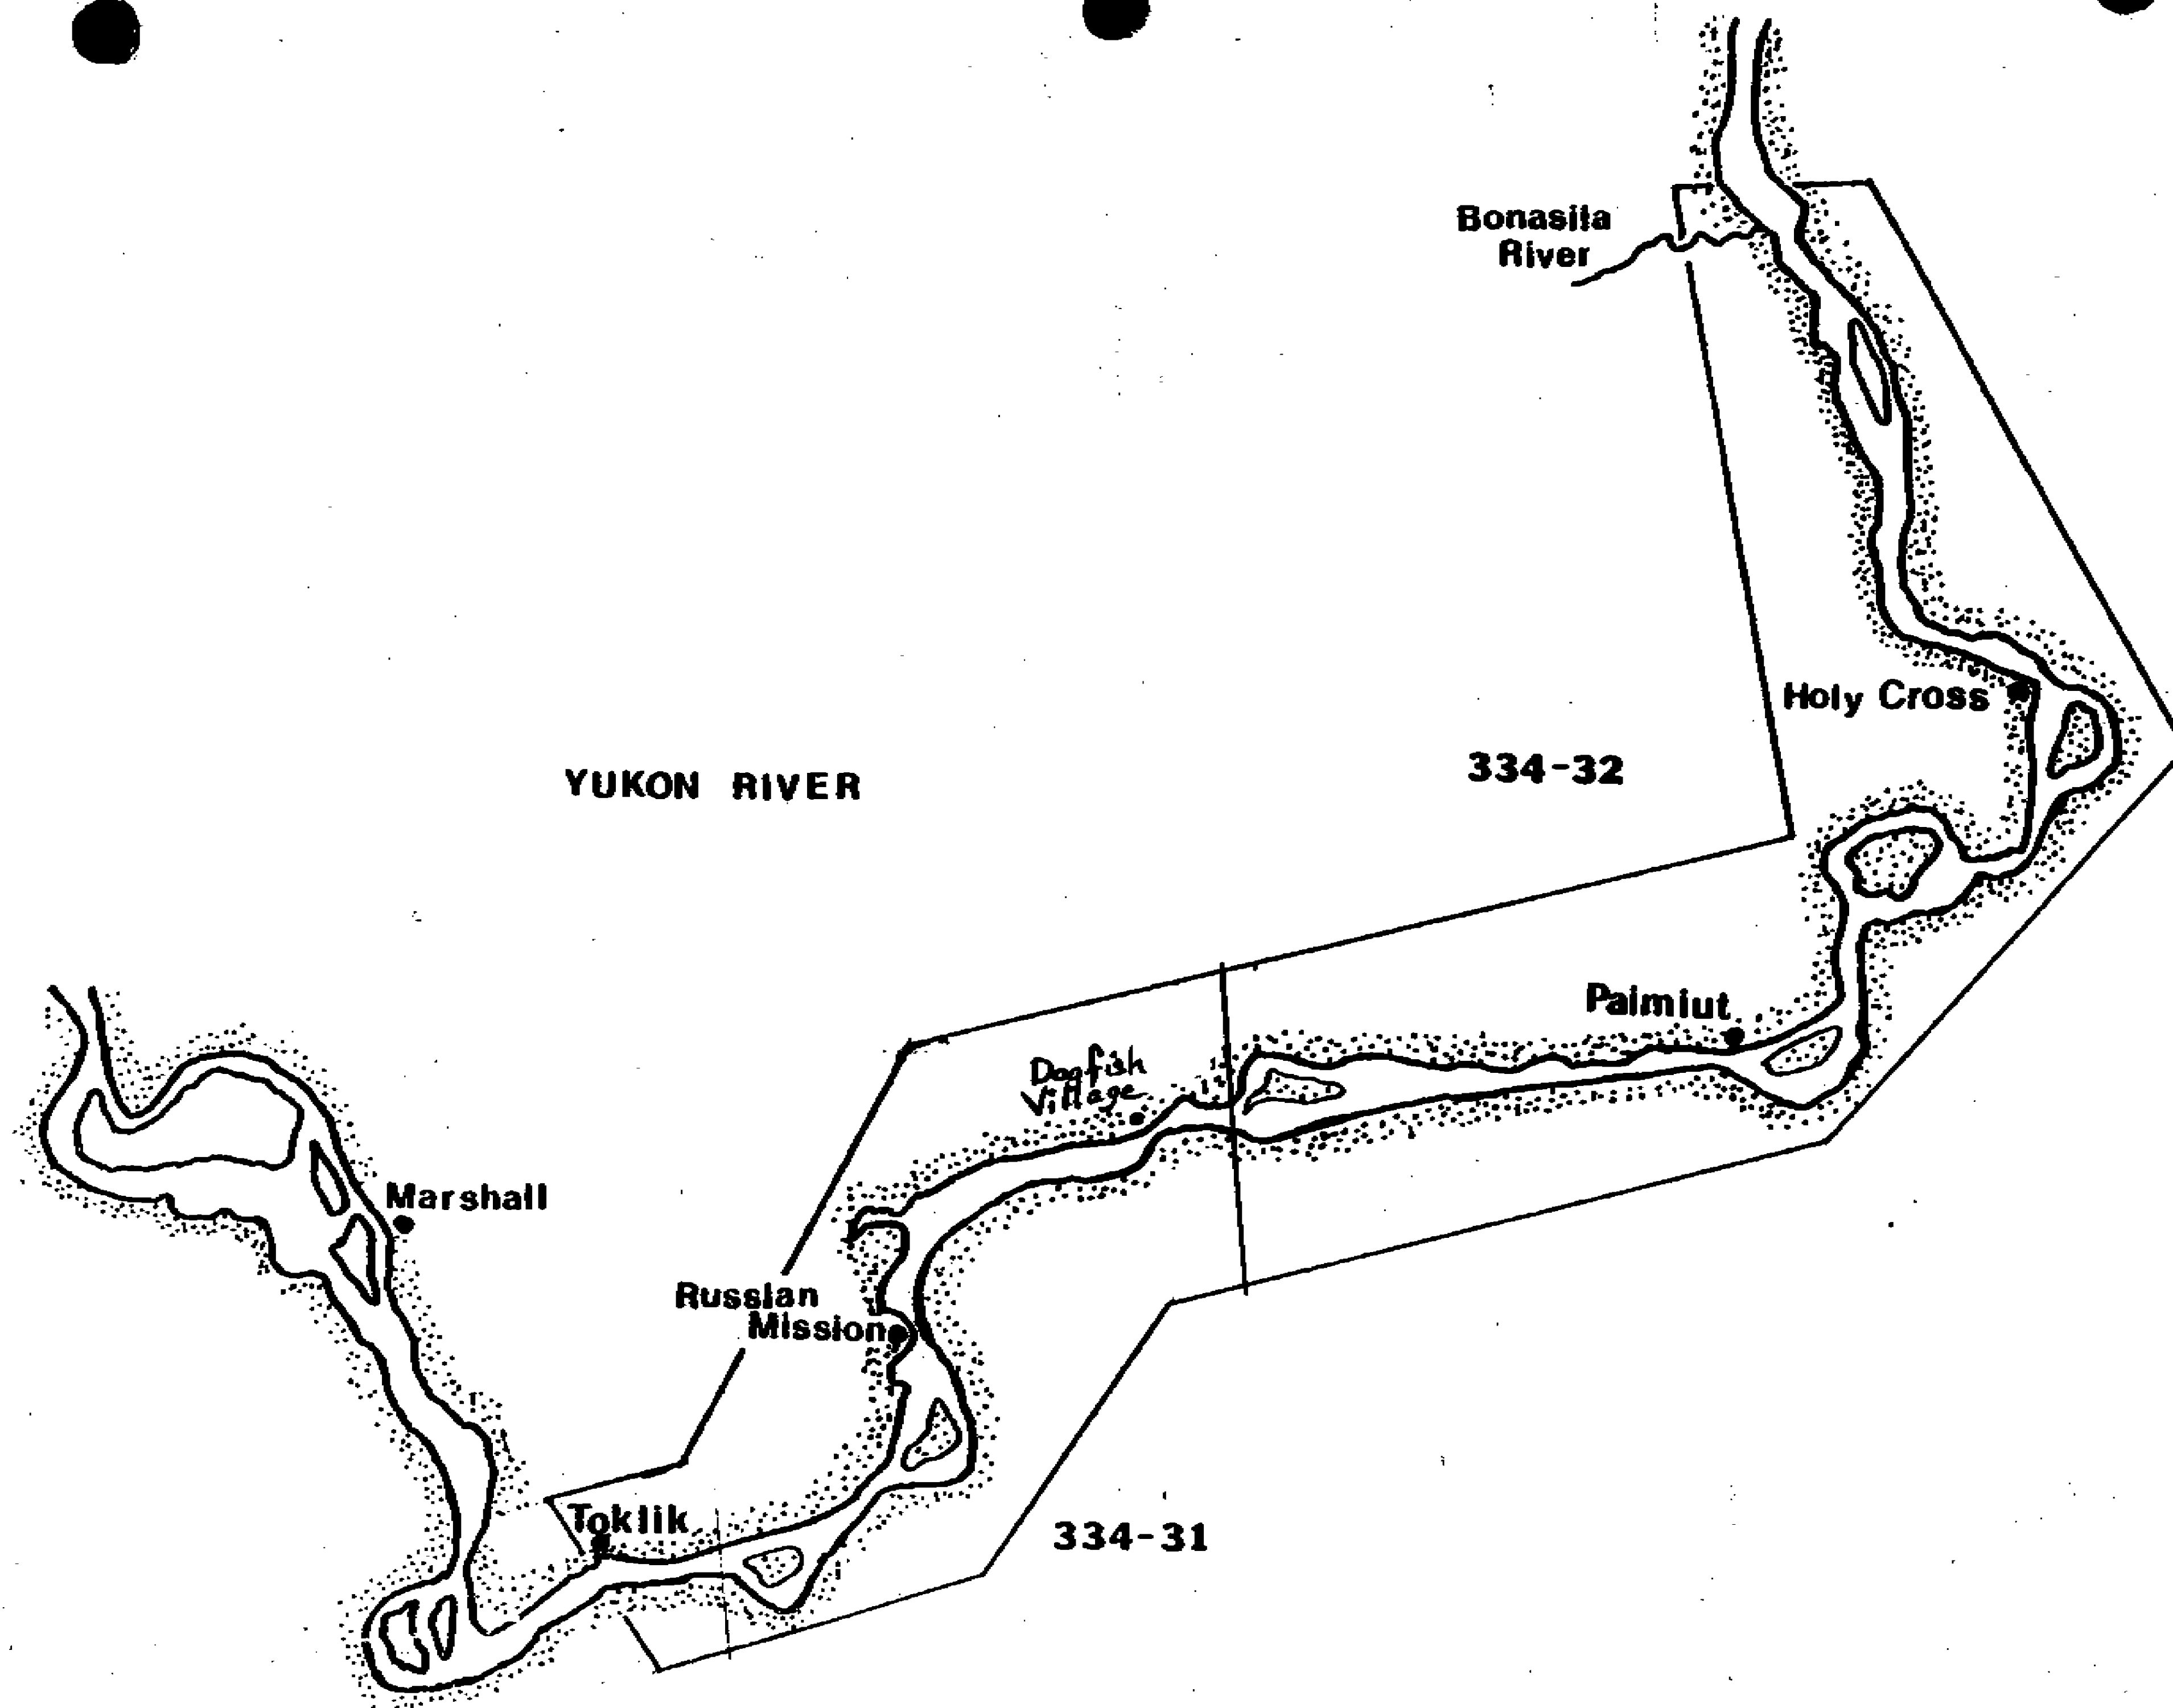 Bonasila
River
Holy Cross
334-32
YUKON RIVER
Paimiut
Dogfish
Village
Marshall
Russian
Mission
Toklik
334-31